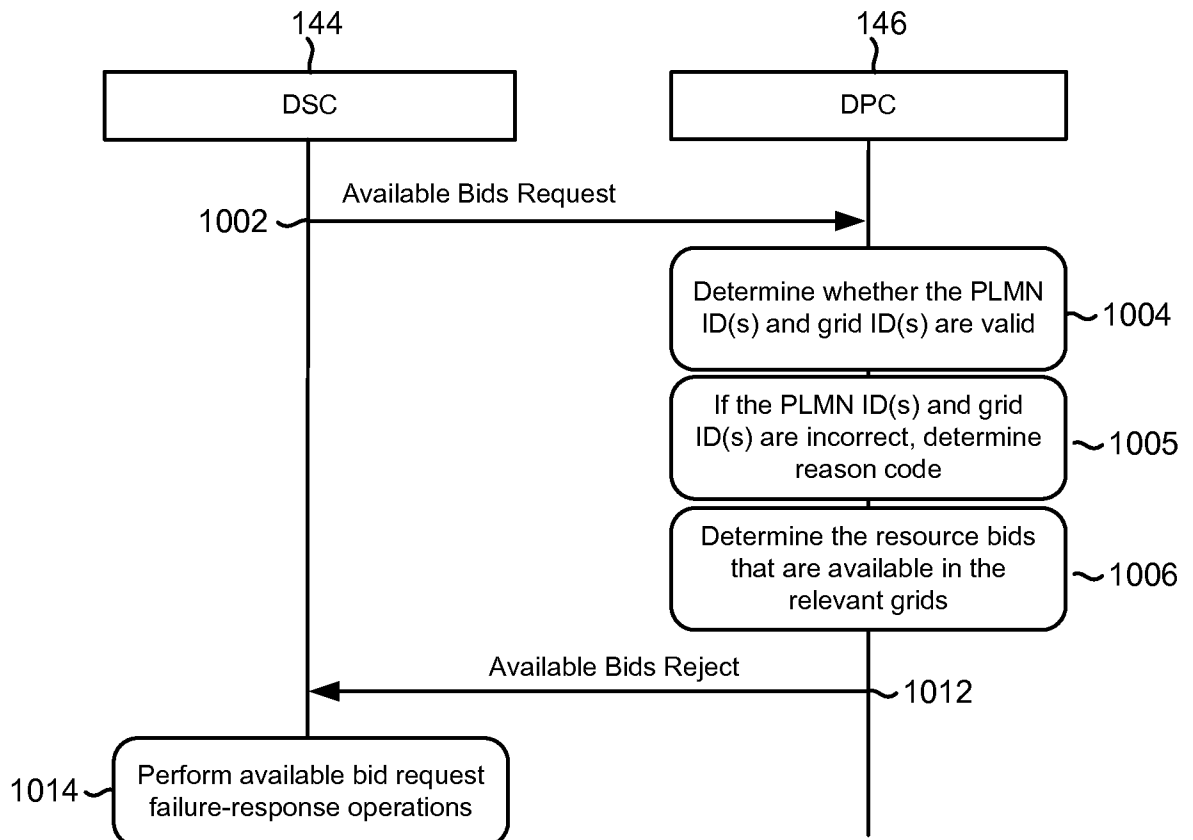 144
146
DSC
DPC
Available Bids Request
1002
Determine whether the PLMN
ID(s) and grid ID(s) are valid
1004
If the PLMN ID(s) and grid
ID(s) are incorrect, determine
reason code
1005
Determine the resource bids
that are available in the
relevant grids
1006
Available Bids Reject
1012
1014
Perform available bid request
failure-response operations